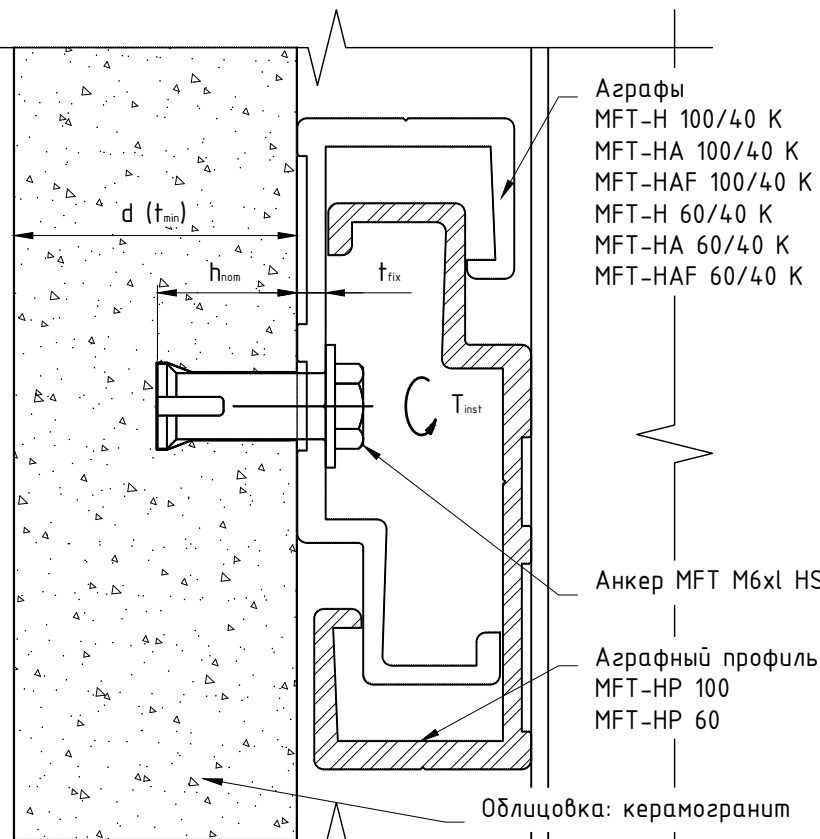 Аграфы
MFT-H 100/40 K
MFT-HA 100/40 K
MFT-HAF 100/40 K
MFT-H 60/40 K
MFT-HA 60/40 K
MFT-HAF 60/40 K
d (tmin)
hnom
tfix
Tinst
Анкер MFT M6xl HS
Аграфный профиль
MFT-HP 100
MFT-HP 60
Облицовка: керамогранит